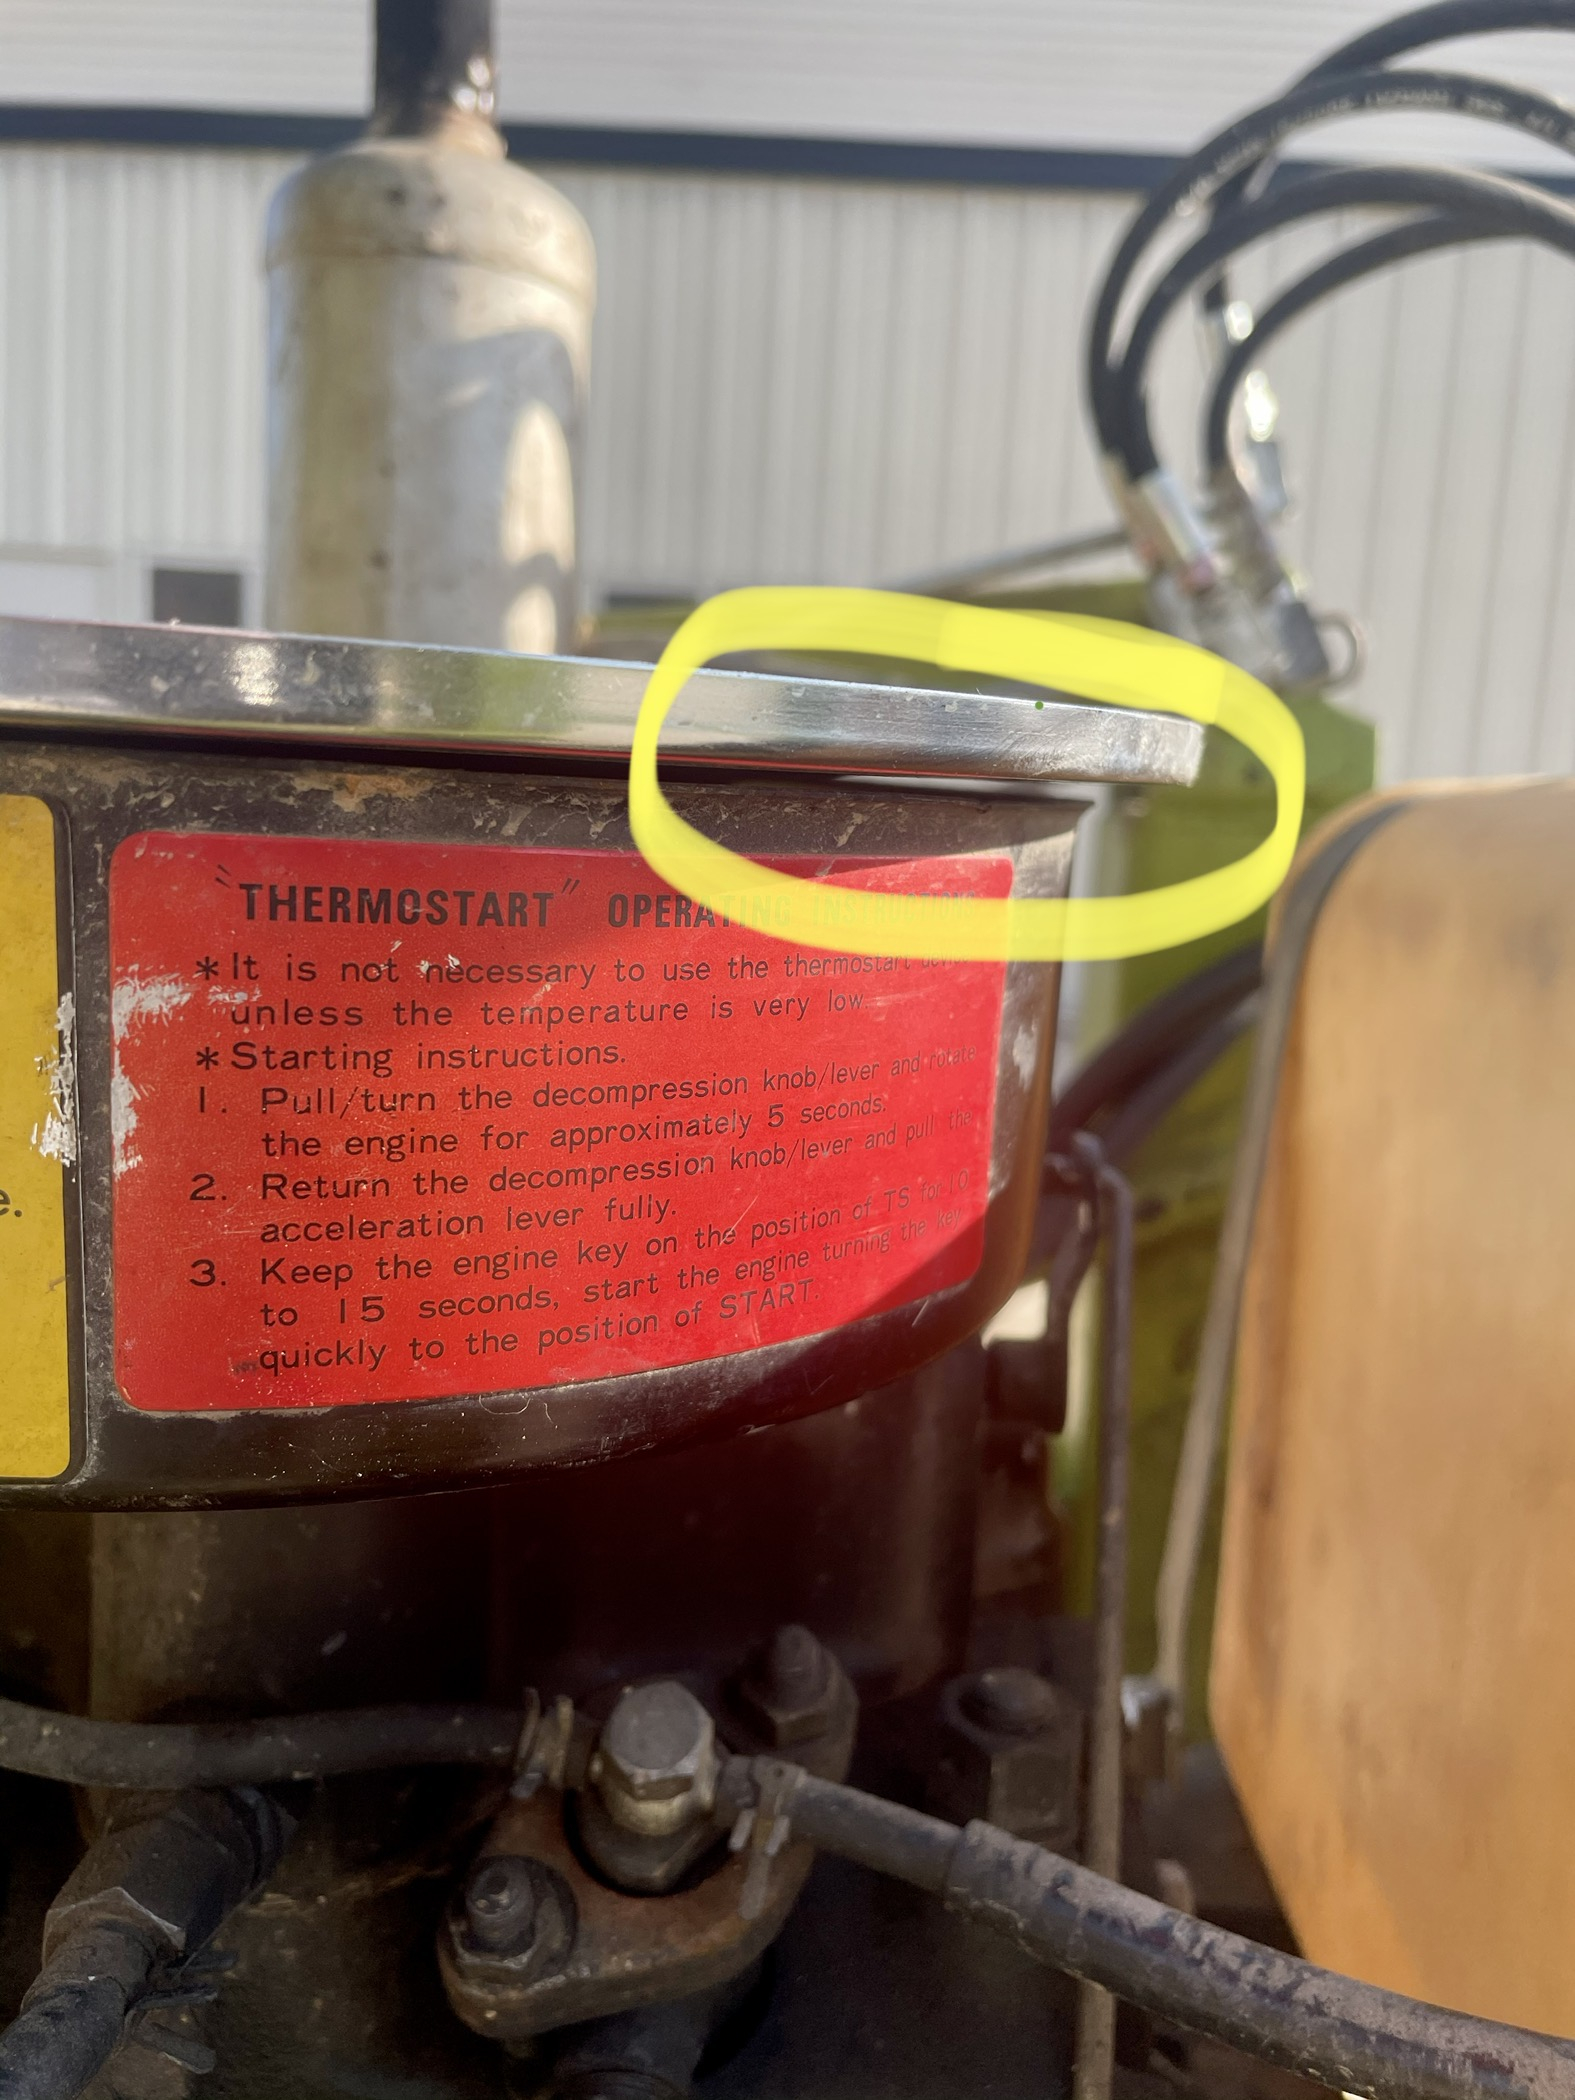 "THERMOSTART" OPERATING INSTRUCTIONS
*It is not necessary to use the thermostart device
unless the temperature is very low.
*Starting instructions.
1. Pull/turn the decompression knob/lever and rotate
the engine for approximately 5 seconds.
2. Return the decompression knob/lever and pull the
acceleration lever fully.
3. Keep the engine key on the position of TS for 10
to 15 seconds, start the engine turning the key
quickly to the position of START.
e.